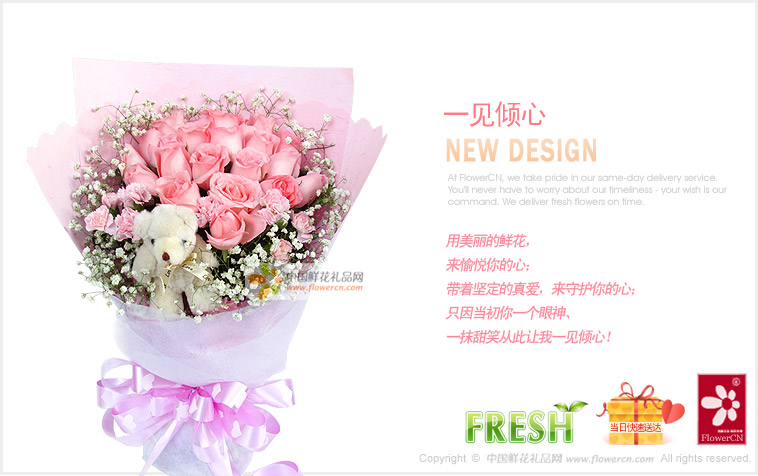 一见倾心
NEW DESIGN
At FlowerCN, we take pride in our same-day delivery service.
You'll never have to worry about our timeliness - your wish is our
command. We deliver fresh flowers on time.
用美丽的鲜花，
来愉悦你的心；
带着坚定的真爱，来守护你的心；
只因当初你一个眼神、
一抹甜笑从此让我一见倾心！
中国鲜花礼品网
www.flowercn.com
FRESH
当日快速送达
FlowerCN
Copyright © 中国鲜花礼品网 www.flowercn.com All rights reserved.